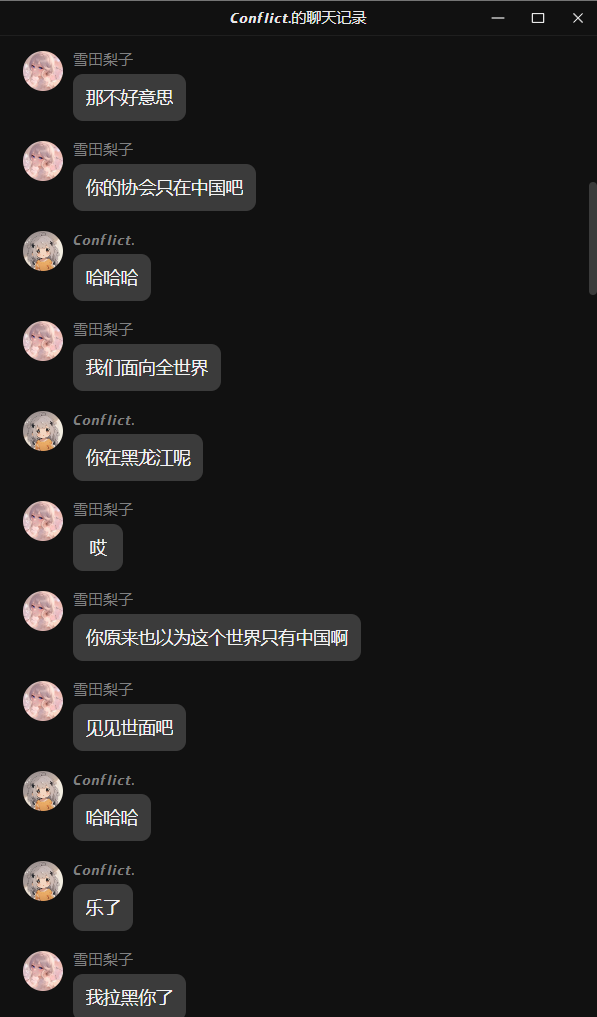 Conflict.的聊天记录
雪田梨子
那不好意思
雪田梨子
你的协会只在中国吧
Conflict.
哈哈哈
雪田梨子
我们面向全世界
Conflict.
你在黑龙江呢
雪田梨子
哎
雪田梨子
你原来也以为这个世界只有中国啊
雪田梨子
见见世面吧
Conflict.
哈哈哈
Conflict.
乐了
雪田梨子
我拉黑你了